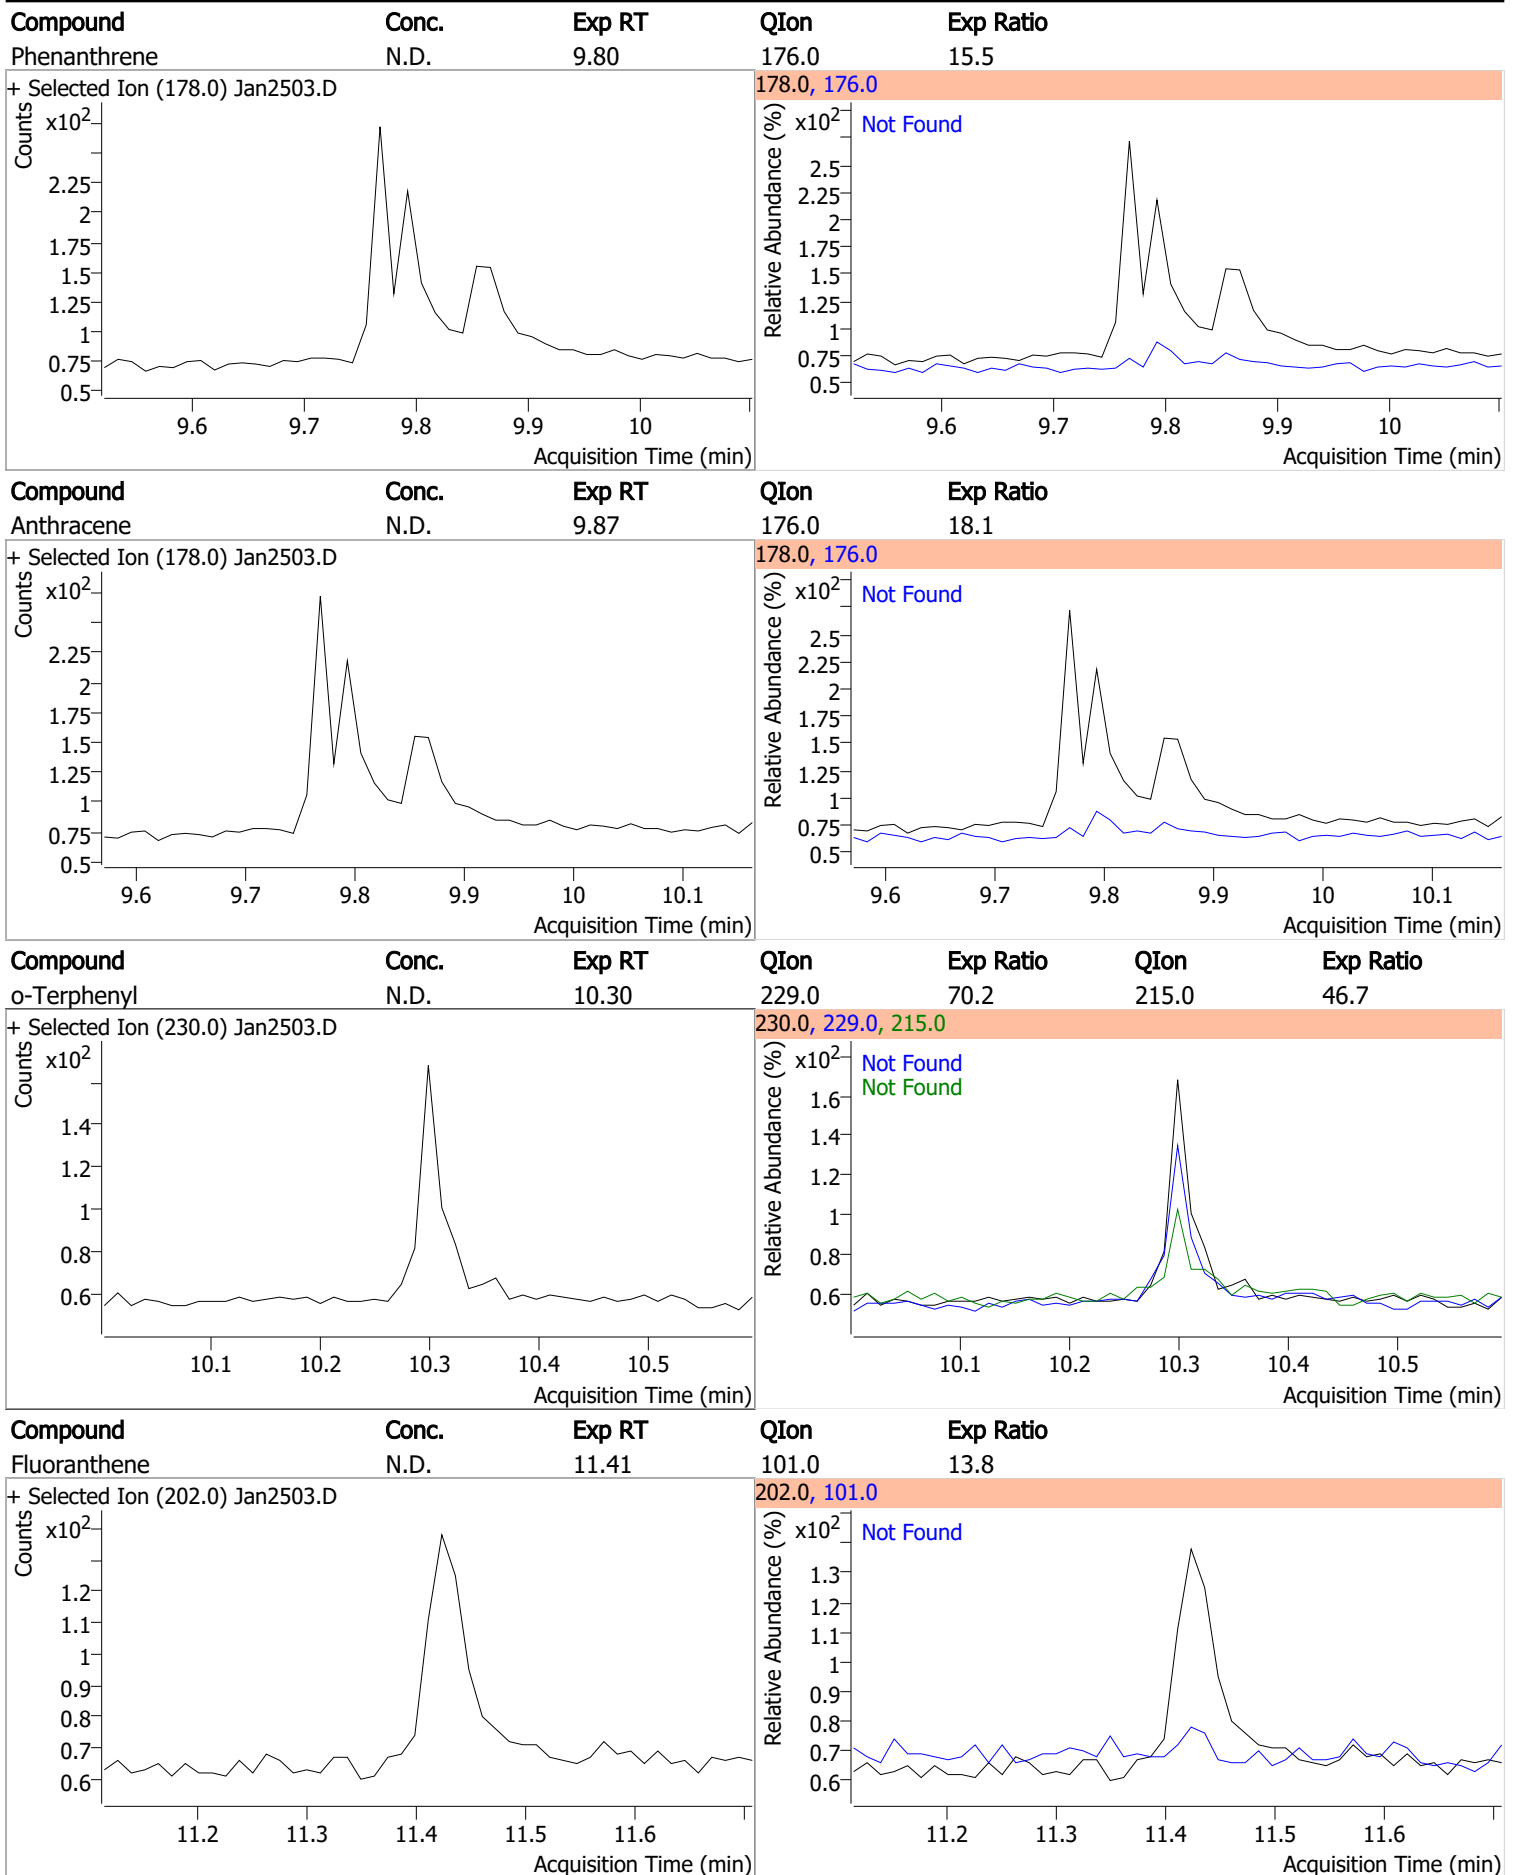 Compound Conc. Exp RT QIon Exp Ratio
Phenanthrene N.D. 9.80 176.0 15.5
+ Selected Ion (178.0) Jan2503.D
Counts
x10²
2.25
2
1.75
1.5
1.25
1
0.75
0.5
9.6 9.7 9.8 9.9 10
Acquisition Time (min)
178.0, 176.0
Relative Abundance (%)
x10²
Not Found
2.5
2.25
2
1.75
1.5
1.25
1
0.75
0.5
9.6 9.7 9.8 9.9 10
Acquisition Time (min)
Compound Conc. Exp RT QIon Exp Ratio
Anthracene N.D. 9.87 176.0 18.1
+ Selected Ion (178.0) Jan2503.D
Counts
x10²
2.25
2
1.75
1.5
1.25
1
0.75
0.5
9.6 9.7 9.8 9.9 10 10.1
Acquisition Time (min)
178.0, 176.0
Relative Abundance (%)
x10²
Not Found
2.5
2.25
2
1.75
1.5
1.25
1
0.75
0.5
9.6 9.7 9.8 9.9 10 10.1
Acquisition Time (min)
Compound Conc. Exp RT QIon Exp Ratio QIon Exp Ratio
o-Terphenyl N.D. 10.30 229.0 70.2 215.0 46.7
+ Selected Ion (230.0) Jan2503.D
Counts
x10²
1.4
1.2
1
0.8
0.6
10.1 10.2 10.3 10.4 10.5
Acquisition Time (min)
230.0, 229.0, 215.0
Relative Abundance (%)
x10²
Not Found
Not Found
1.6
1.4
1.2
1
0.8
0.6
10.1 10.2 10.3 10.4 10.5
Acquisition Time (min)
Compound Conc. Exp RT QIon Exp Ratio
Fluoranthene N.D. 11.41 101.0 13.8
+ Selected Ion (202.0) Jan2503.D
Counts
x10²
1.2
1.1
1
0.9
0.8
0.7
0.6
11.2 11.3 11.4 11.5 11.6
Acquisition Time (min)
202.0, 101.0
Relative Abundance (%)
x10²
Not Found
1.3
1.2
1.1
1
0.9
0.8
0.7
0.6
11.2 11.3 11.4 11.5 11.6
Acquisition Time (min)